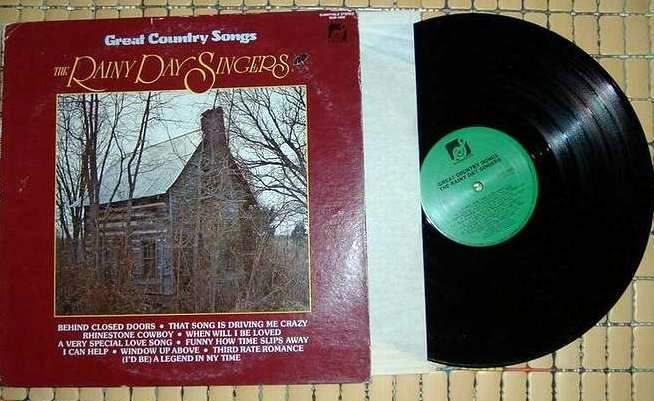 Great Country Songs
THE RAINY DAY SINGERS
BEHIND CLOSED DOORS • THAT SONG IS DRIVING ME CRAZY
RHINESTONE COWBOY • WHEN WILL I BE LOVED
A VERY SPECIAL LOVE SONG • FUNNY HOW TIME SLIPS AWAY
I CAN HELP • WINDOW UP ABOVE • THIRD RATE ROMANCE
(I'D BE) A LEGEND IN MY TIME
GREAT COUNTRY SONGS
THE RAINY DAY SINGERS